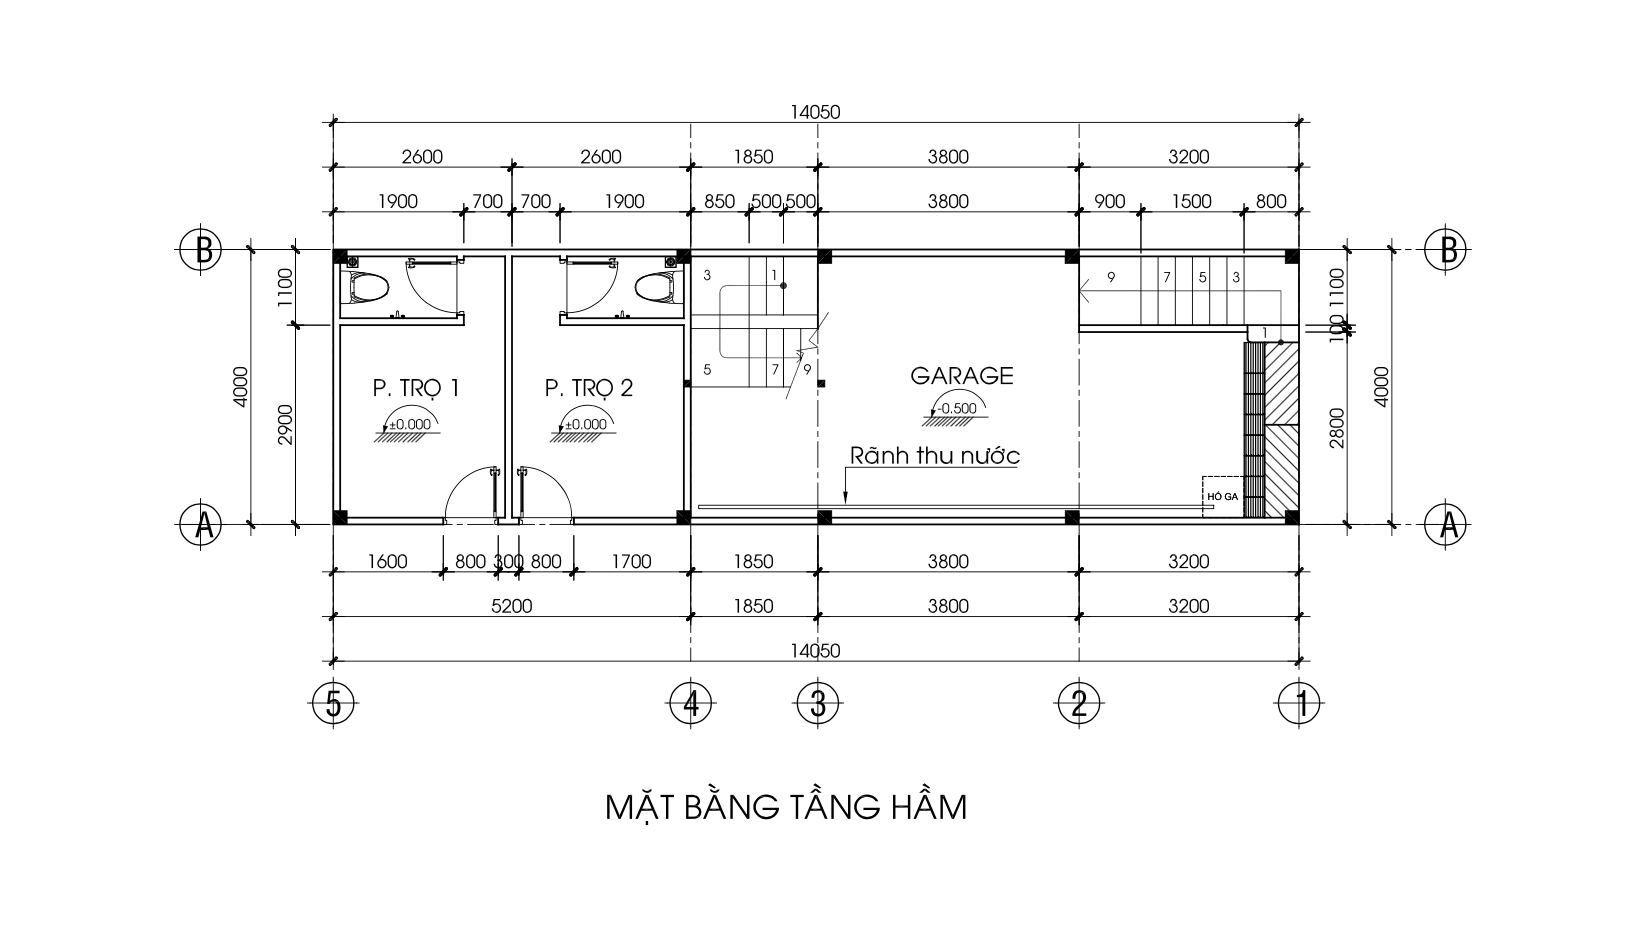 14050
2600 2600 1850 3800 3200
1900 700 700 1900 850 500 500 3800 900 1500 800
B B
3 1 9 7 5 3
1100 1100
100
1
4000 4000
5 7 9
P. TRỌ 1 P. TRỌ 2 GARAGE
±0.000 ±0.000 -0.500
2900 2800
Rãnh thu nước
HỐ GA
A A
1600 800 300 800 1700 1850 3800 3200
5200 1850 3800 3200
14050
5 4 3 2 1
MẶT BẰNG TẦNG HẦM